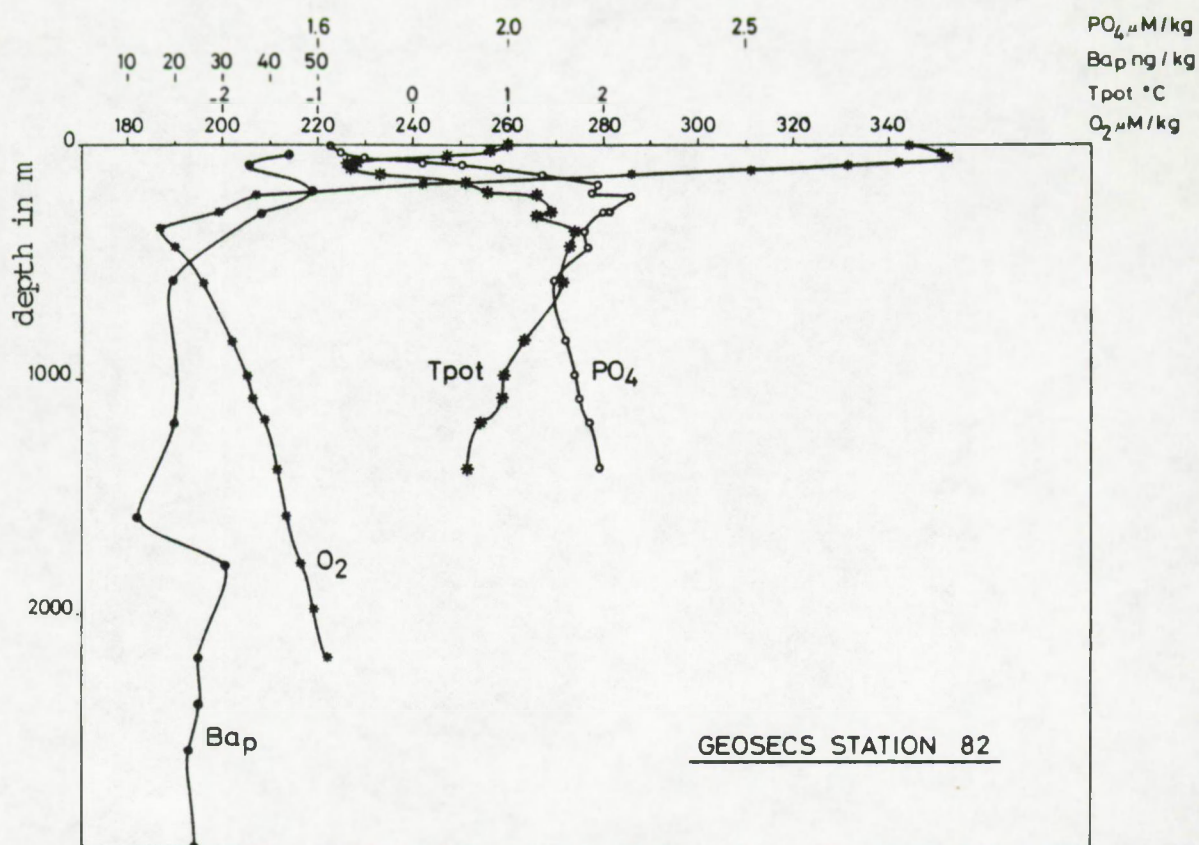 1.6 2.0 2.5 PO₄ µM/kg
10 20 30 40 50 Baₚ ng/kg
-2 -1 0 1 2 Tpot °C
0 180 200 220 240 260 280 300 320 340 O₂ µM/kg
depth in m
Tpot PO₄
1000
O₂
2000
Baₚ
GEOSECS STATION 82